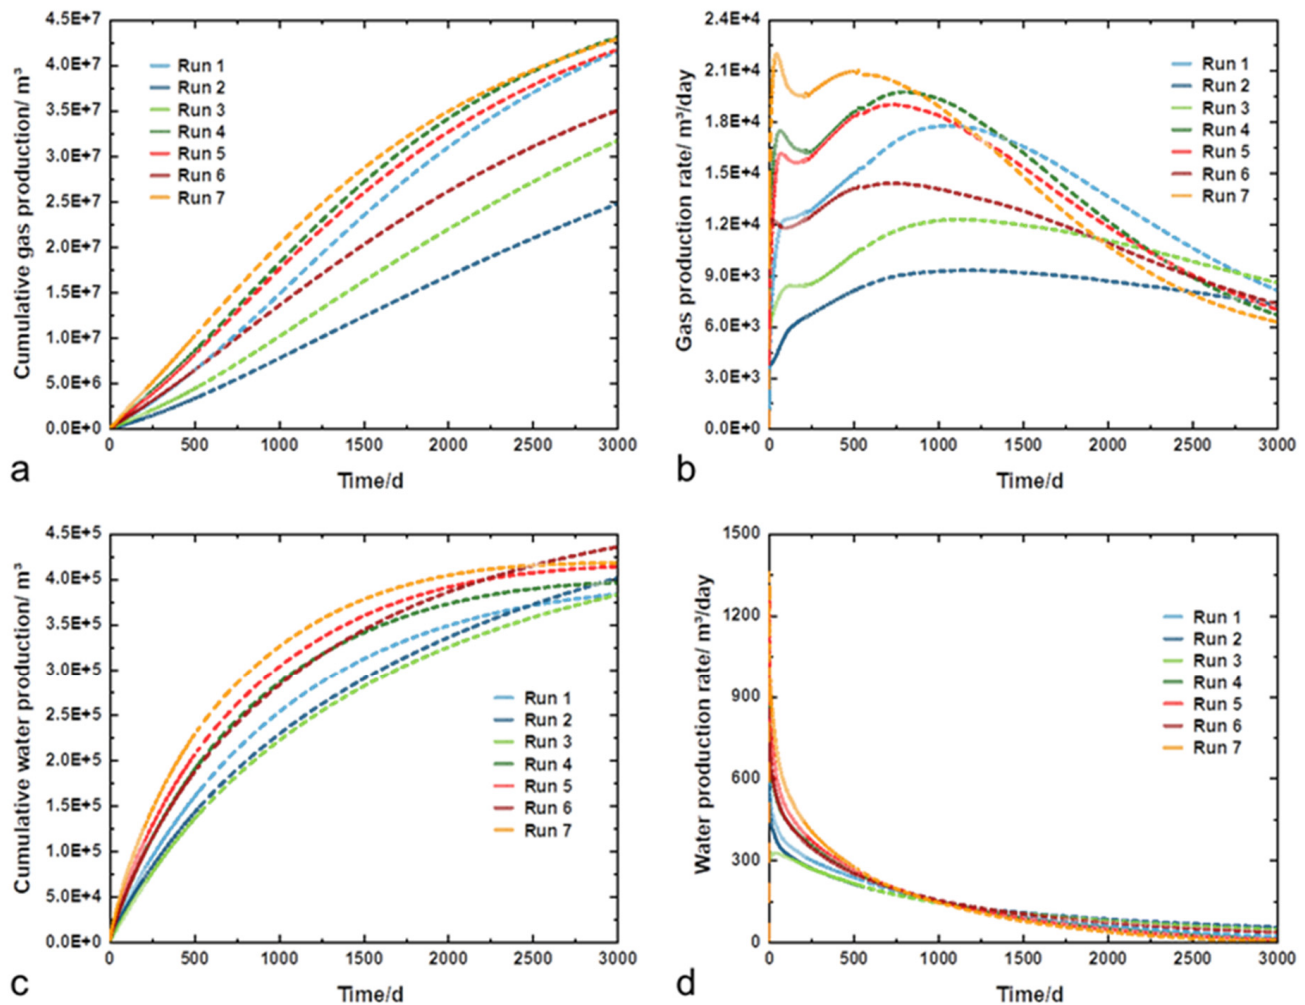 4.5E+7
4.0E+7
3.5E+7
3.0E+7
2.5E+7
2.0E+7
1.5E+7
1.0E+7
5.0E+6
0.0E+0
Cumulative gas production/ m³
Run 1
Run 2
Run 3
Run 4
Run 5
Run 6
Run 7
0 500 1000 1500 2000 2500 3000
Time/d
a
2.4E+4
2.1E+4
1.8E+4
1.5E+4
1.2E+4
9.0E+3
6.0E+3
3.0E+3
0.0E+0
Gas production rate/ m³/day
Run 1
Run 2
Run 3
Run 4
Run 5
Run 6
Run 7
0 500 1000 1500 2000 2500 3000
Time/d
b
4.5E+5
4.0E+5
3.5E+5
3.0E+5
2.5E+5
2.0E+5
1.5E+5
1.0E+5
5.0E+4
0.0E+0
Cumulative water production/ m³
Run 1
Run 2
Run 3
Run 4
Run 5
Run 6
Run 7
0 500 1000 1500 2000 2500 3000
Time/d
c
1500
1200
900
600
300
0
Water production rate/ m³/day
Run 1
Run 2
Run 3
Run 4
Run 5
Run 6
Run 7
0 500 1000 1500 2000 2500 3000
Time/d
d